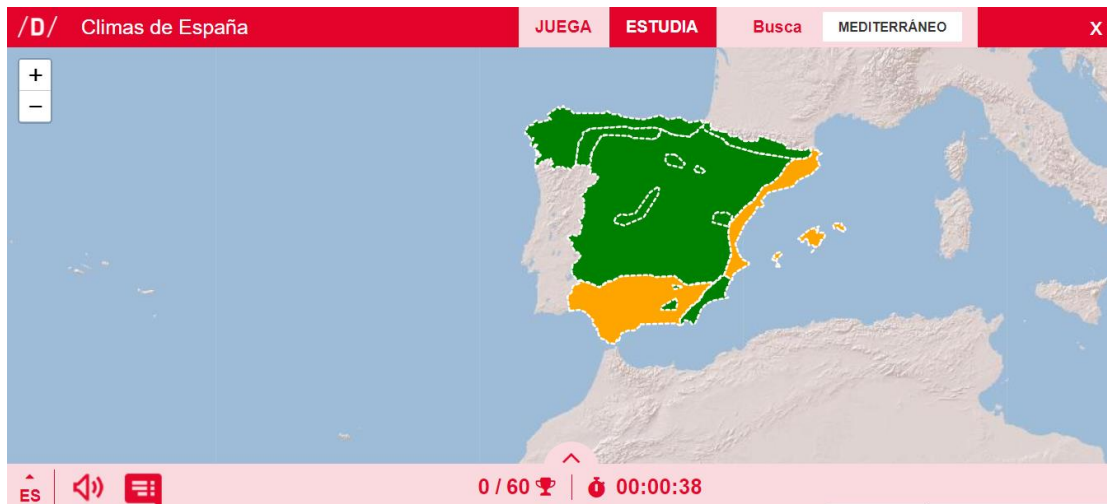 /D/ Climas de España JUEGA ESTUDIA Busca MEDITERRÁNEO X
+
−
ES 0 / 60 00:00:38